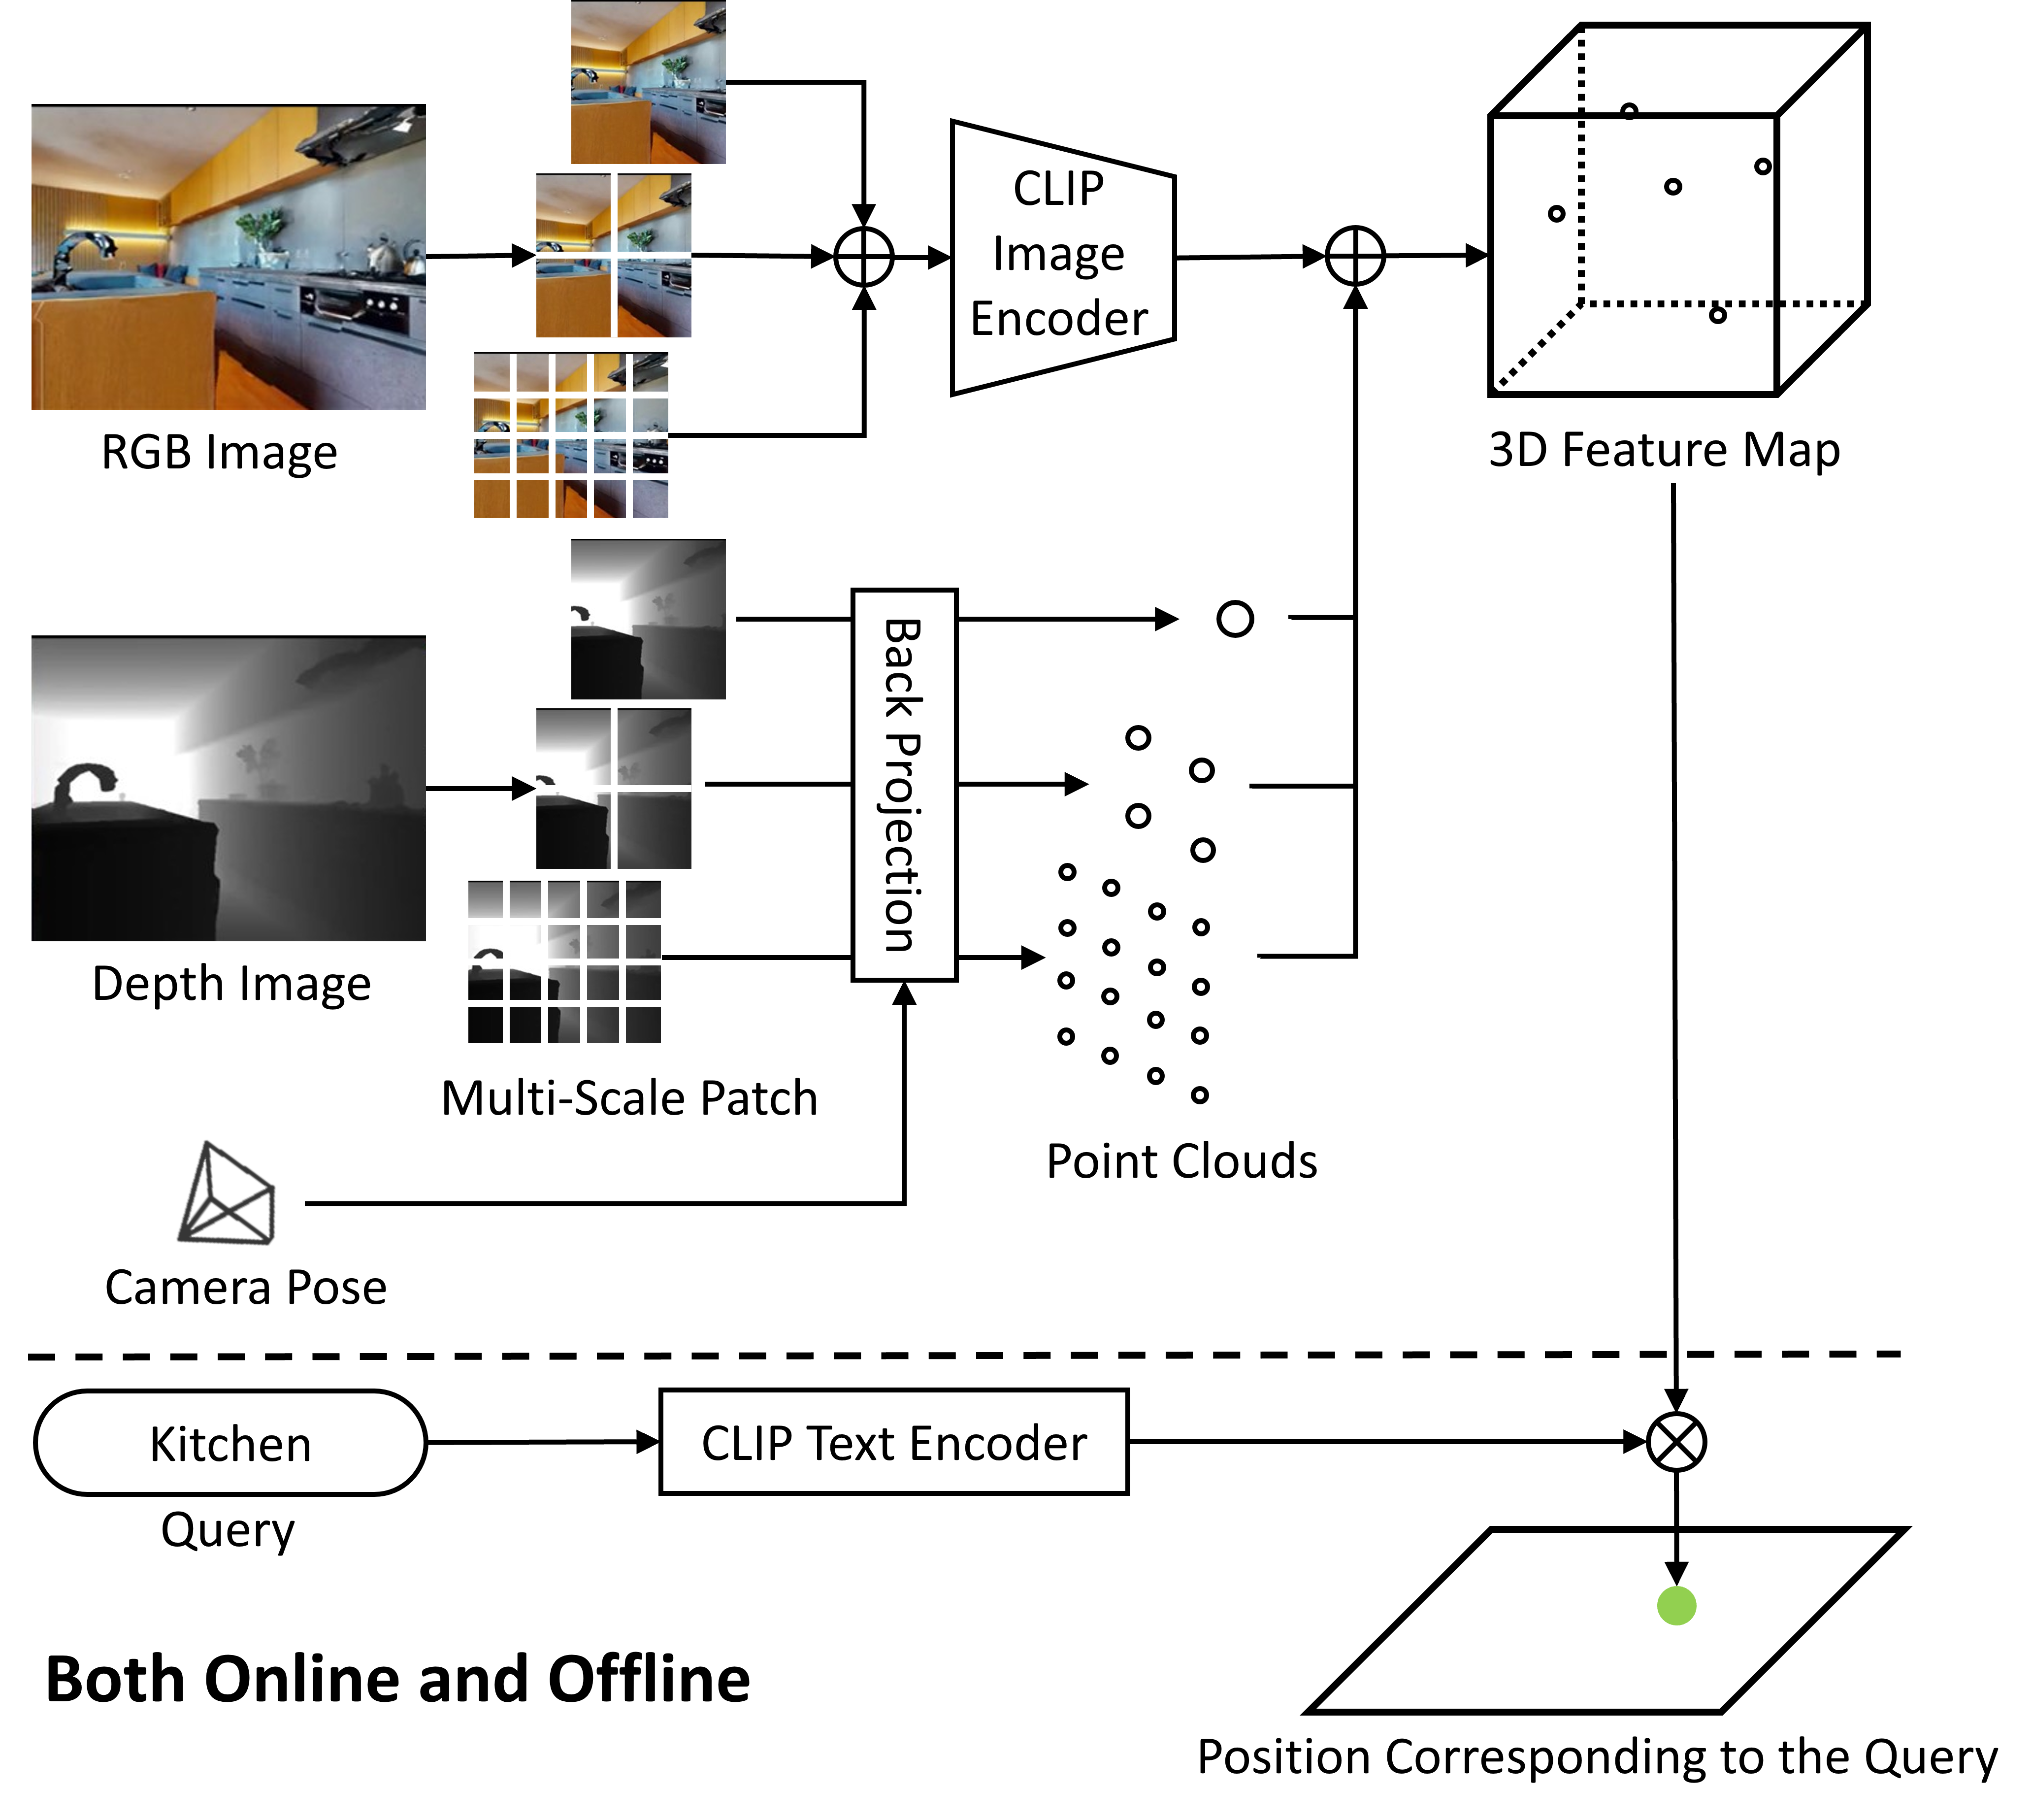 RGB Image
CLIP
Image
Encoder
3D Feature Map
Depth Image
Multi-Scale Patch
Back Projection
Point Clouds
Camera Pose
Kitchen
Query
CLIP Text Encoder
Both Online and Offline
Position Corresponding to the Query